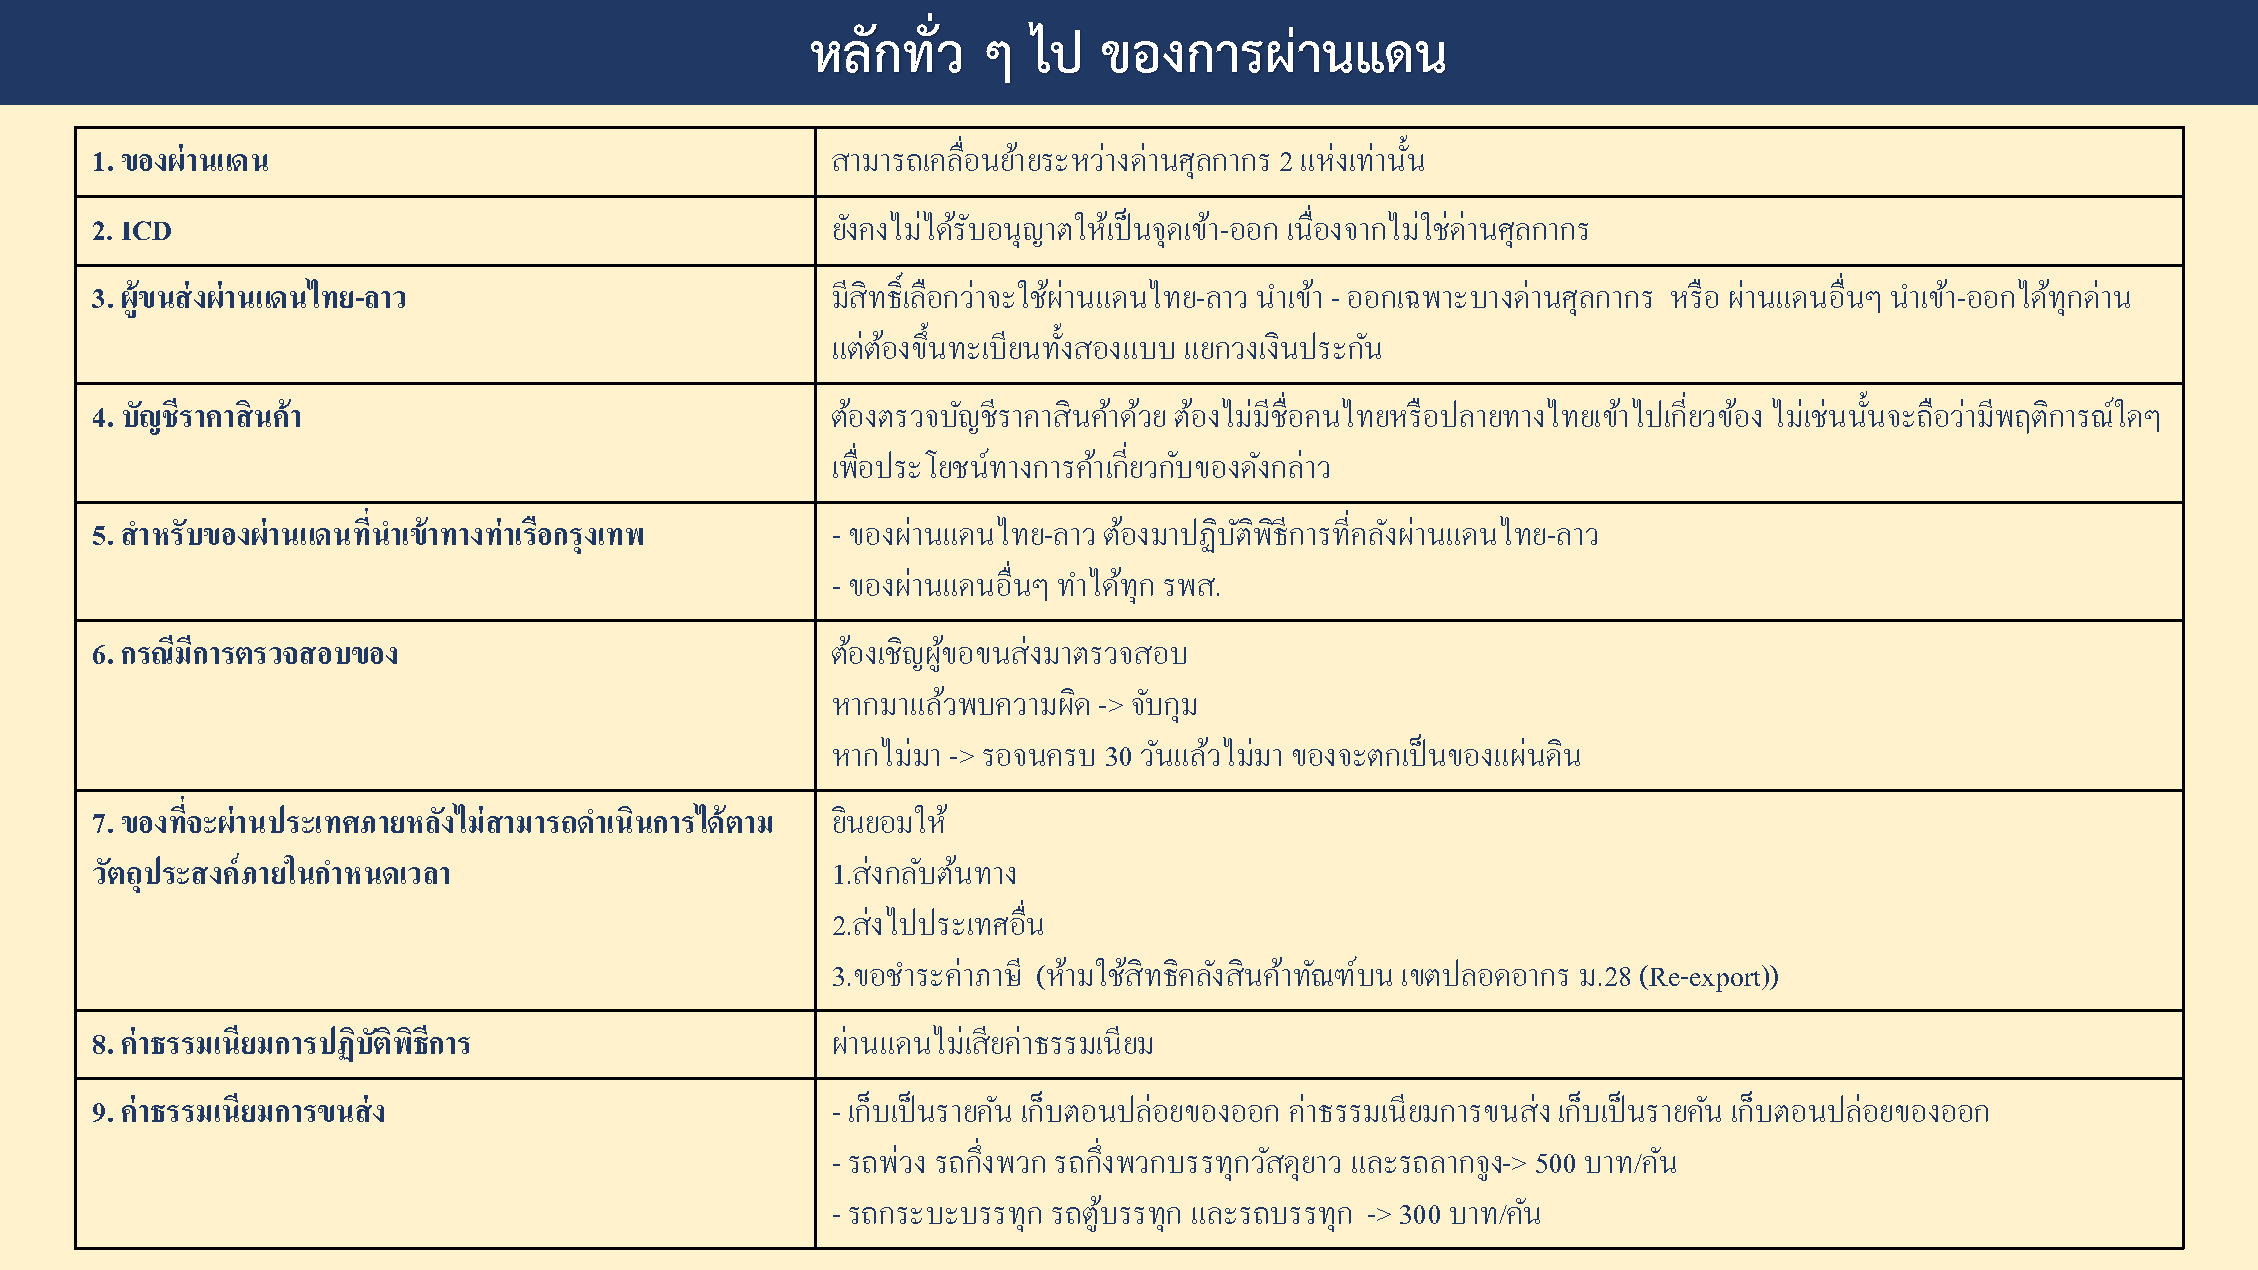 หลักทั่ว ๆ ไป ของการผ่านแดน
1. ของผ่านแดน
สามารถเคลื่อนย้ายระหว่างด่านศุลกากร 2 แห่งเท่านั้น
2. ICD
ยังคงไม่ได้รับอนุญาตให้เป็นจุดเข้า-ออก เนื่องจากไม่ใช่ด่านศุลกากร
3. ผู้ขนส่งผ่านแดนไทย-ลาว
มีสิทธิ์เลือกว่าจะใช้ผ่านแดนไทย-ลาว นำเข้า - ออกเฉพาะบางด่านศุลกากร หรือ ผ่านแดนอื่นๆ นำเข้า-ออกได้ทุกด่าน
แต่ต้องขึ้นทะเบียนทั้งสองแบบ แยกวงเงินประกัน
4. บัญชีราคาสินค้า
ต้องตรวจบัญชีราคาสินค้าด้วย ต้องไม่มีชื่อคนไทยหรือปลายทางไทยเข้าไปเกี่ยวข้อง ไม่เช่นนั้นจะถือว่ามีพฤติการณ์ใดๆ
เพื่อประโยชน์ทางการค้าเกี่ยวกับของดังกล่าว
5. สำหรับของผ่านแดนที่นำเข้าทางท่าเรือกรุงเทพ
- ของผ่านแดนไทย-ลาว ต้องมาปฏิบัติพิธีการที่คลังผ่านแดนไทย-ลาว
- ของผ่านแดนอื่นๆ ทำได้ทุก รพส.
6. กรณีมีการตรวจสอบของ
ต้องเชิญผู้ขอขนส่งมาตรวจสอบ
หากมาแล้วพบความผิด -> จับกุม
หากไม่มา -> รอจนครบ 30 วันแล้วไม่มา ของจะตกเป็นของแผ่นดิน
7. ของที่จะผ่านประเทศภายหลังไม่สามารถดำเนินการได้ตาม
วัตถุประสงค์ภายในกำหนดเวลา
ยินยอมให้
1.ส่งกลับต้นทาง
2.ส่งไปประเทศอื่น
3.ขอชำระค่าภาษี (ห้ามใช้สิทธิคลังสินค้าทัณฑ์บน เขตปลอดอากร ม.28 (Re-export))
8. ค่าธรรมเนียมการปฏิบัติพิธีการ
ผ่านแดนไม่เสียค่าธรรมเนียม
9. ค่าธรรมเนียมการขนส่ง
- เก็บเป็นรายคัน เก็บตอนปล่อยของออก ค่าธรรมเนียมการขนส่ง เก็บเป็นรายคัน เก็บตอนปล่อยของออก
- รถพ่วง รถกึ่งพวก รถกึ่งพวกบรรทุกวัสดุยาว และรถลากจูง-> 500 บาท/คัน
- รถกระบะบรรทุก รถตู้บรรทุก และรถบรรทุก -> 300 บาท/คัน